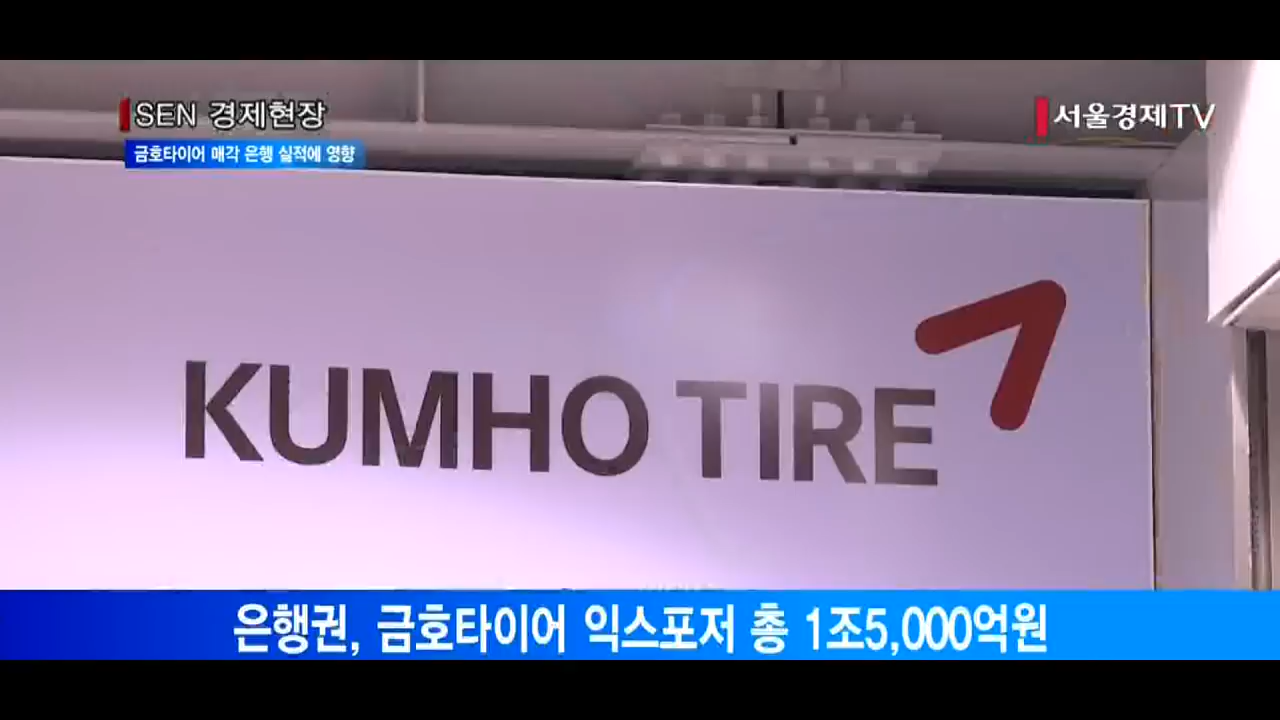 SEN 경제현장
서울경제TV
금호타이어 매각 은행 실적에 영향
KUMHO TIRE
은행권, 금호타이어 익스포저 총 1조5,000억원